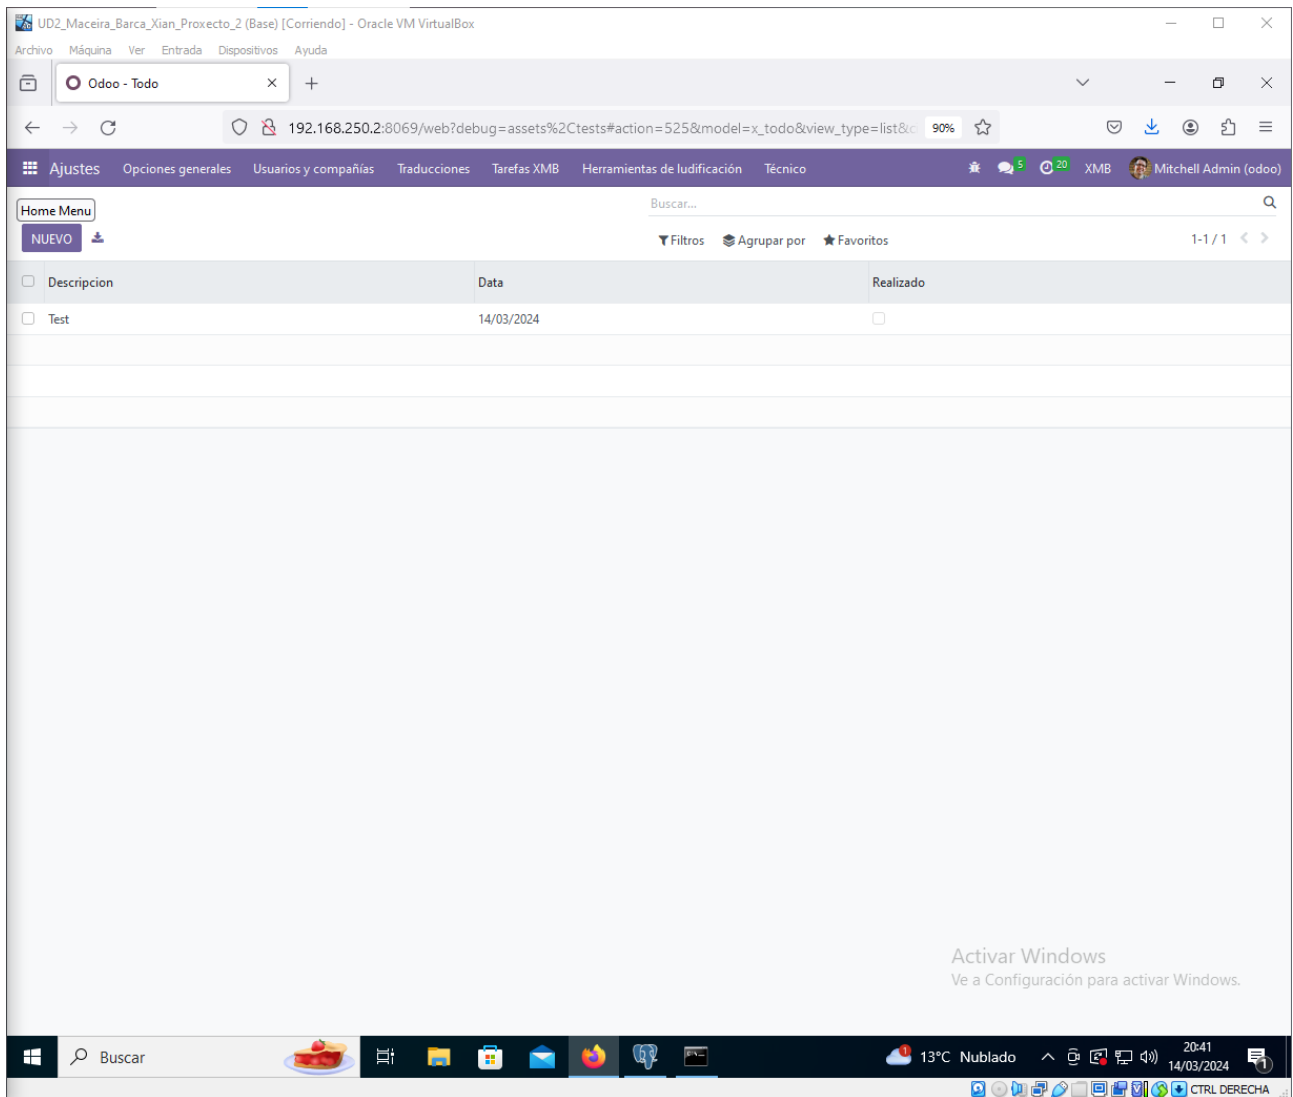 UD2_Maceira_Barca_Xian_Proxecto_2 (Base) [Corriendo] - Oracle VM VirtualBox
Archivo Máquina Ver Entrada Dispositivos Ayuda
Odoo - Todo
192.168.250.2:8069/web?debug=assets%2Ctests#action=525&model=x_todo&view_type=list&c 90%
Ajustes Opciones generales Usuarios y compañías Traducciones Tarefas XMB Herramientas de ludificación Técnico 5 20 XMB Mitchell Admin (odoo)
Home Menu Buscar...
NUEVO Filtros Agrupar por Favoritos 1-1 / 1
Descripcion Data Realizado
Test 14/03/2024
Activar Windows
Ve a Configuración para activar Windows.
Buscar 1 13°C Nublado 20:41
14/03/2024 1
CTRL DERECHA